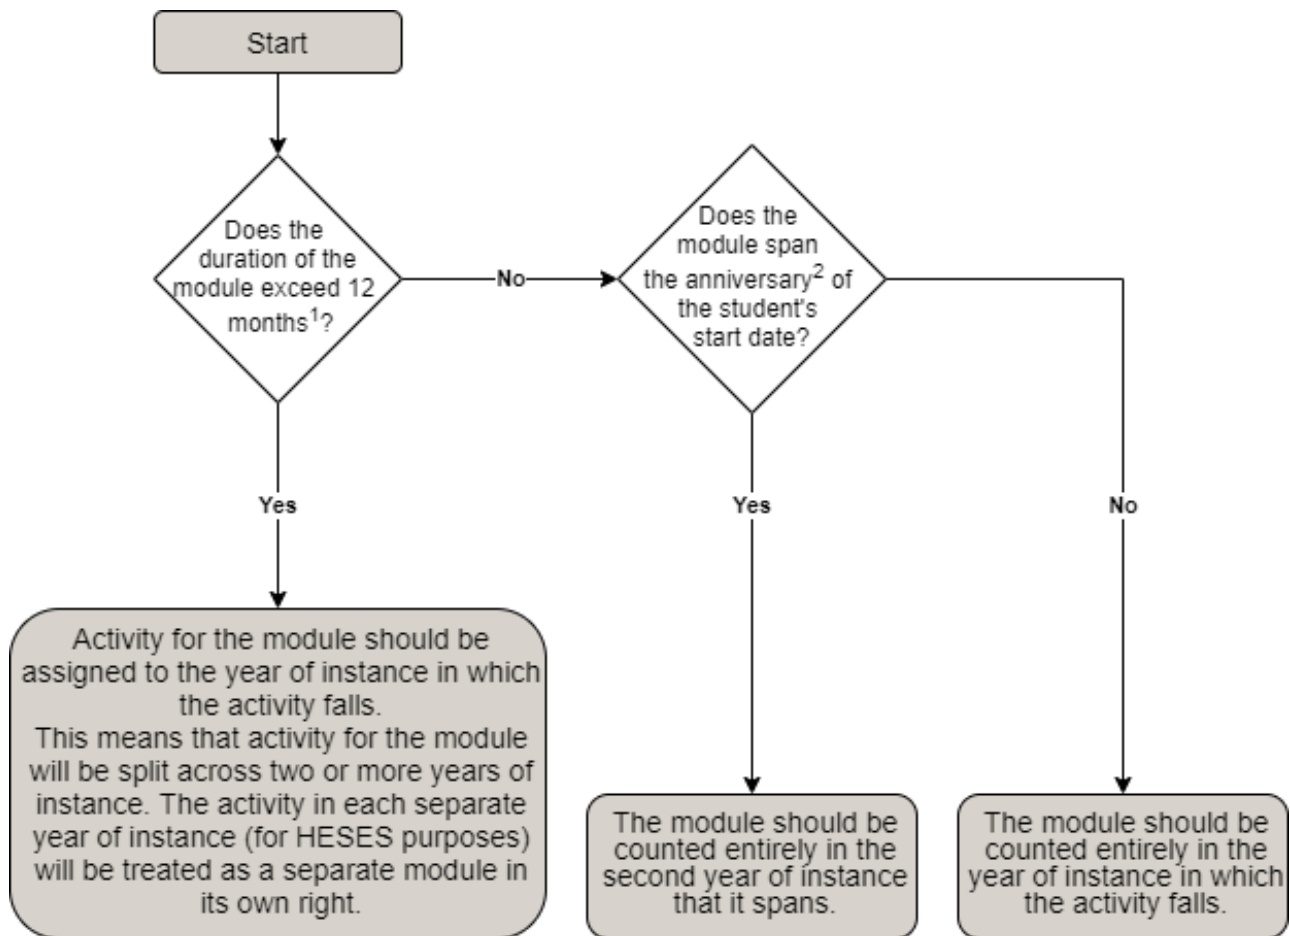 Start
Does the
duration of the
module exceed 12
months¹?
No
Does the
module span
the anniversary² of
the student's
start date?
Yes
Yes
No
Activity for the module should be
assigned to the year of instance in which
the activity falls.
This means that activity for the module
will be split across two or more years of
instance. The activity in each separate
year of instance (for HESES purposes)
will be treated as a separate module in
its own right.
The module should be
counted entirely in the
second year of instance
that it spans.
The module should be
counted entirely in the
year of instance in which
the activity falls.